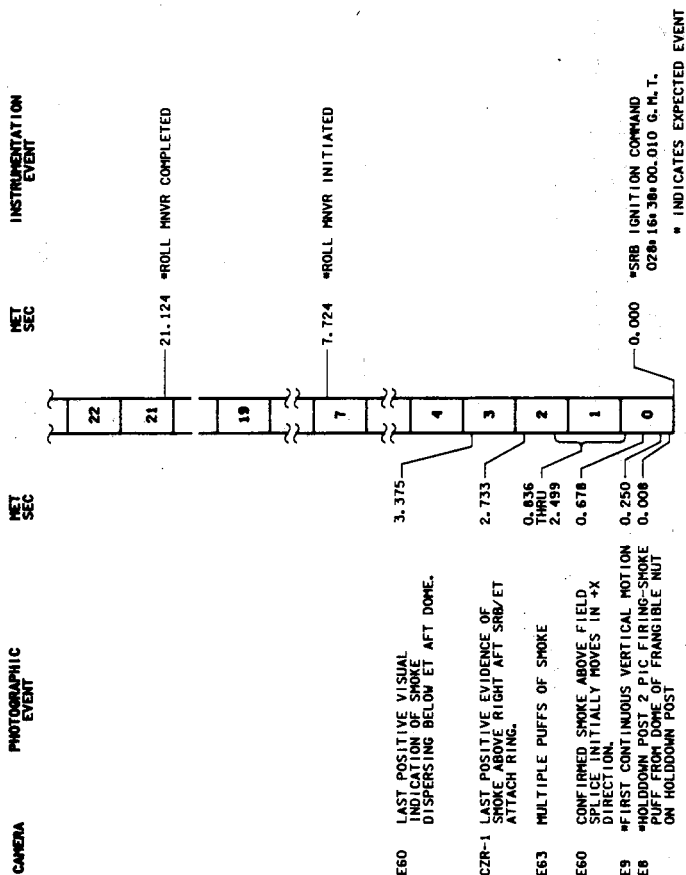 CAMERA
PHOTOGRAPHIC
EVENT
MET
SEC
MET
SEC
INSTRUMENTATION
EVENT
22
21
21.124 *ROLL MNVR COMPLETED
19
7
7.724 *ROLL MNVR INITIATED
4
E60 LAST POSITIVE VISUAL
INDICATION OF SMOKE
DISPERSING BELOW ET AFT DOME.
3.375
3
CZR-1 LAST POSITIVE EVIDENCE OF
SMOKE ABOVE RIGHT AFT SRB/ET
ATTACH RING.
2.733
2
E63 MULTIPLE PUFFS OF SMOKE
0.836
THRU
2.499
1
E60 CONFIRMED SMOKE ABOVE FIELD
SPLICE INITIALLY MOVES IN +X
DIRECTION.
0.678
0
E9 *FIRST CONTINUOUS VERTICAL MOTION
0.250
E8 *HOLDDOWN POST 2 PIC FIRING-SMOKE
PUFF FROM DOME OF FRANGIBLE NUT
ON HOLDDOWN POST
0.008
0.000 *SRB IGNITION COMMAND
028:16:38:00.010 G.M.T.
* INDICATES EXPECTED EVENT